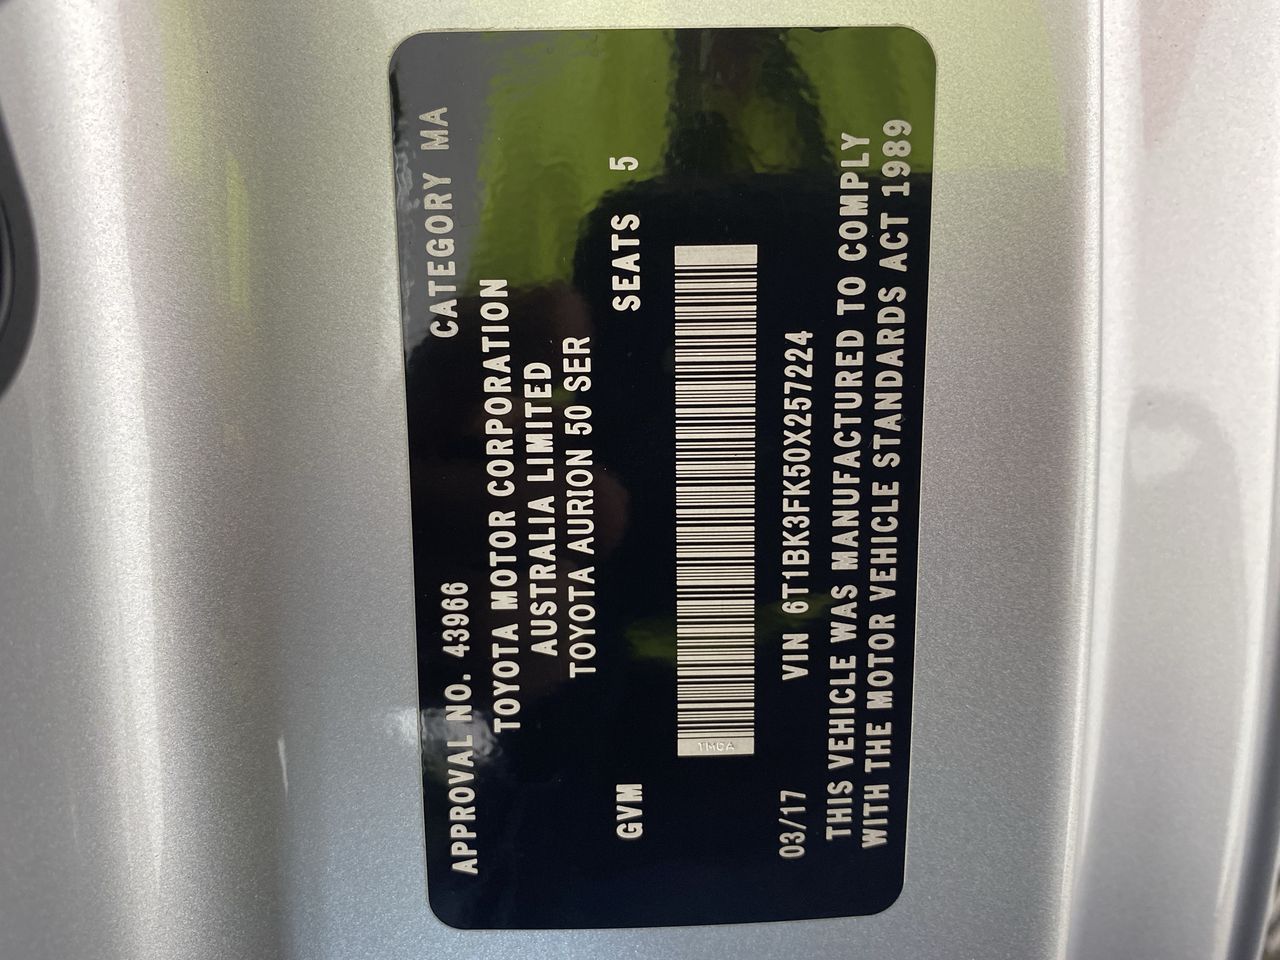 APPROVAL NO. 43966 CATEGORY MA
TOYOTA MOTOR CORPORATION
AUSTRALIA LIMITED
TOYOTA AURION 50 SER
GVM SEATS 5
TMCA
03/17 VIN 6T1BK3FK50X257224
THIS VEHICLE WAS MANUFACTURED TO COMPLY
WITH THE MOTOR VEHICLE STANDARDS ACT 1989